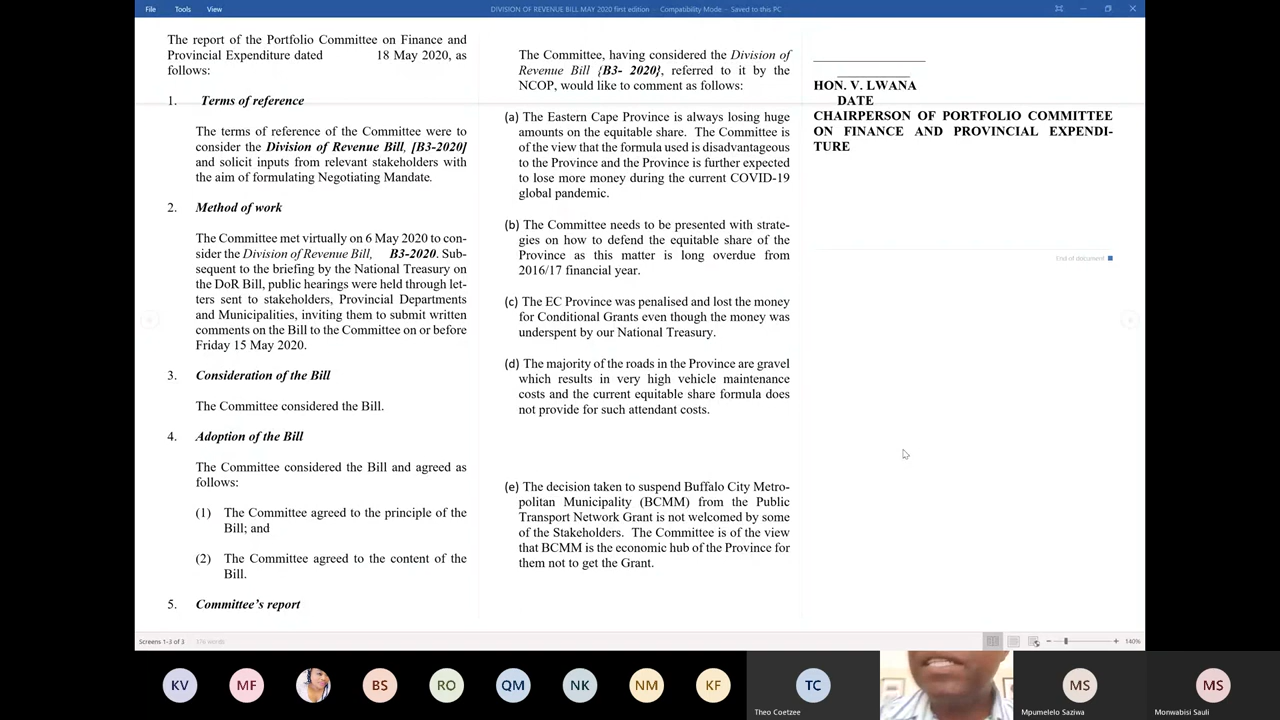 File Tools View
DIVISION OF REVENUE BILL MAY 2020 first edition - Compatibility Mode - Saved to this PC
The report of the Portfolio Committee on Finance and
Provincial Expenditure dated 18 May 2020, as
follows:
1. Terms of reference
The terms of reference of the Committee were to
consider the Division of Revenue Bill, [B3-2020]
and solicit inputs from relevant stakeholders with
the aim of formulating Negotiating Mandate.
2. Method of work
The Committee met virtually on 6 May 2020 to con-
sider the Division of Revenue Bill, B3-2020. Sub-
sequent to the briefing by the National Treasury on
the DoR Bill, public hearings were held through let-
ters sent to stakeholders, Provincial Departments
and Municipalities, inviting them to submit written
comments on the Bill to the Committee on or before
Friday 15 May 2020.
3. Consideration of the Bill
The Committee considered the Bill.
4. Adoption of the Bill
The Committee considered the Bill and agreed as
follows:
(1) The Committee agreed to the principle of the
Bill; and
(2) The Committee agreed to the content of the
Bill.
5. Committee's report
The Committee, having considered the Division of
Revenue Bill {B3- 2020}, referred to it by the
NCOP, would like to comment as follows:
(a) The Eastern Cape Province is always losing huge
amounts on the equitable share. The Committee is
of the view that the formula used is disadvantageous
to the Province and the Province is further expected
to lose more money during the current COVID-19
global pandemic.
(b) The Committee needs to be presented with strate-
gies on how to defend the equitable share of the
Province as this matter is long overdue from
2016/17 financial year.
(c) The EC Province was penalised and lost the money
for Conditional Grants even though the money was
underspent by our National Treasury.
(d) The majority of the roads in the Province are gravel
which results in very high vehicle maintenance
costs and the current equitable share formula does
not provide for such attendant costs.
(e) The decision taken to suspend Buffalo City Metro-
politan Municipality (BCMM) from the Public
Transport Network Grant is not welcomed by some
of the Stakeholders. The Committee is of the view
that BCMM is the economic hub of the Province for
them not to get the Grant.
HON. V. LWANA
DATE
CHAIRPERSON OF PORTFOLIO COMMITTEE
ON FINANCE AND PROVINCIAL EXPENDI-
TURE
End of document
Screens 1-3 of 3 376 words
140%
KV MF BS RO QM NK NM KF TC MS MS
Theo Coetzee Mpumelelo Saziwa Monwabisi Sauli